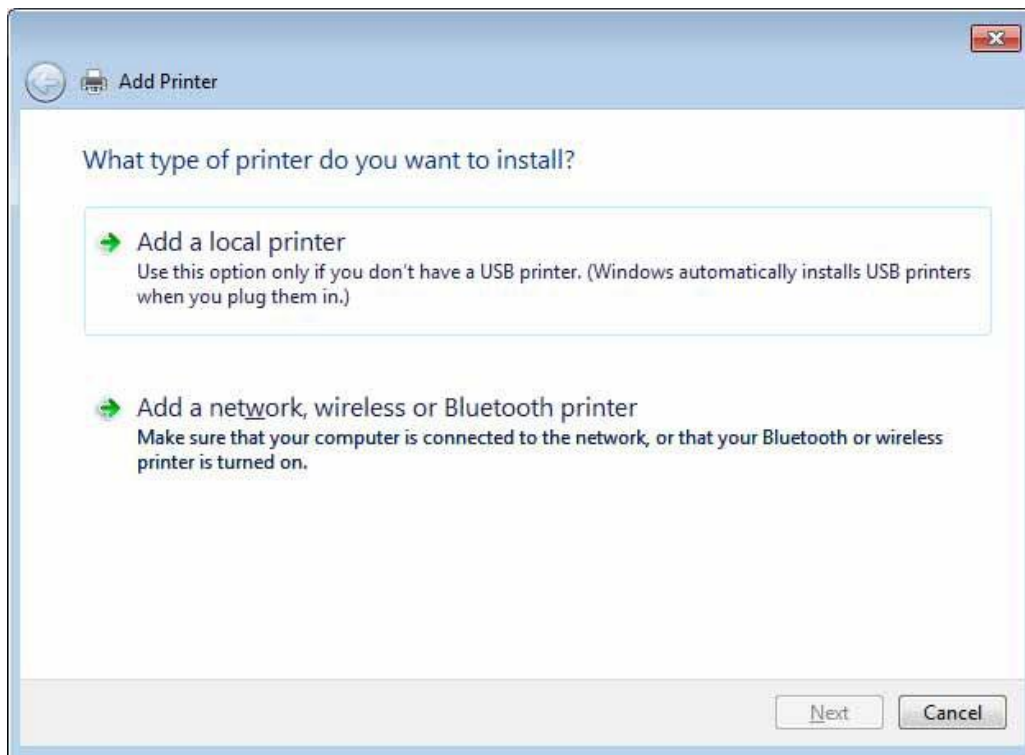 Add Printer
What type of printer do you want to install?
Add a local printer
Use this option only if you don't have a USB printer. (Windows automatically installs USB printers
when you plug them in.)
Add a network, wireless or Bluetooth printer
Make sure that your computer is connected to the network, or that your Bluetooth or wireless
printer is turned on.
Next
Cancel